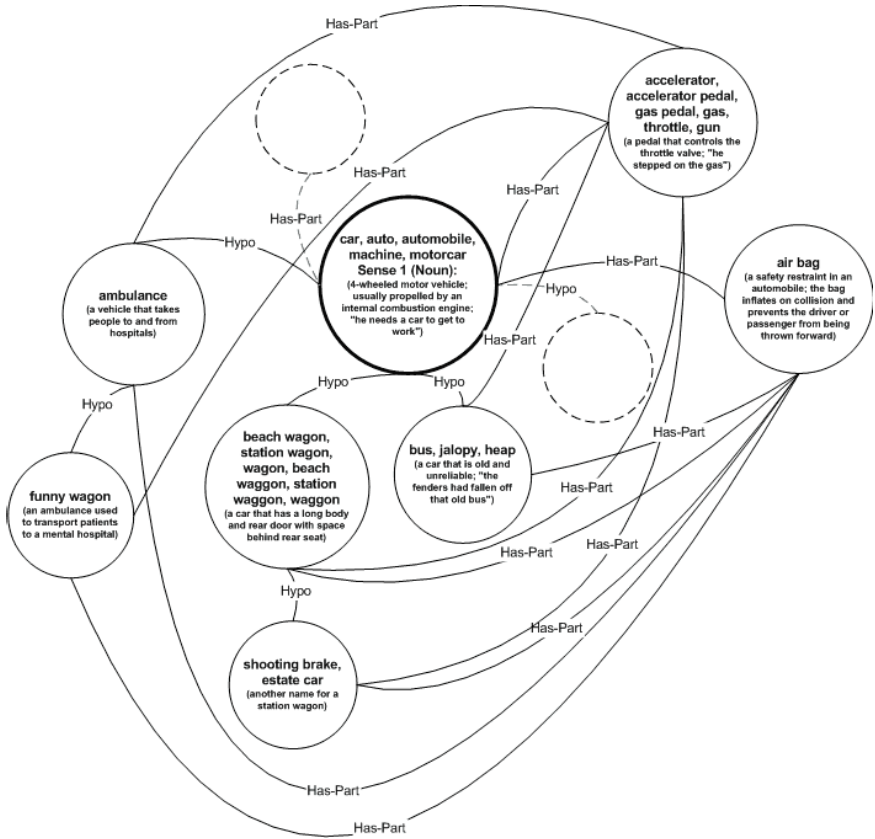 Has-Part
accelerator,
accelerator pedal,
gas pedal, gas,
throttle, gun
(a pedal that controls the
throttle valve; "he
stepped on the gas")
Has-Part
Has-Part
Has-Part
Hypo
car, auto, automobile,
machine, motorcar
Sense 1 (Noun):
(4-wheeled motor vehicle;
usually propelled by an
internal combustion engine;
"he needs a car to get to
work")
Has-Part
air bag
(a safety restraint in an
automobile; the bag
inflates on collision and
prevents the driver or
passenger from being
thrown forward)
ambulance
(a vehicle that takes
people to and from
hospitals)
Hypo
Has-Part
Hypo
Hypo
Hypo
beach wagon,
station wagon,
wagon, beach
waggon, station
waggon, waggon
(a car that has a long body
and rear door with space
behind rear seat)
bus, jalopy, heap
(a car that is old and
unreliable; "the
fenders had fallen off
that old bus")
Has-Part
funny wagon
(an ambulance used
to transport patients
to a mental hospital)
Has-Part
Has-Part
Has-Part
Hypo
Has-Part
shooting brake,
estate car
(another name for a
station wagon)
Has-Part
Has-Part